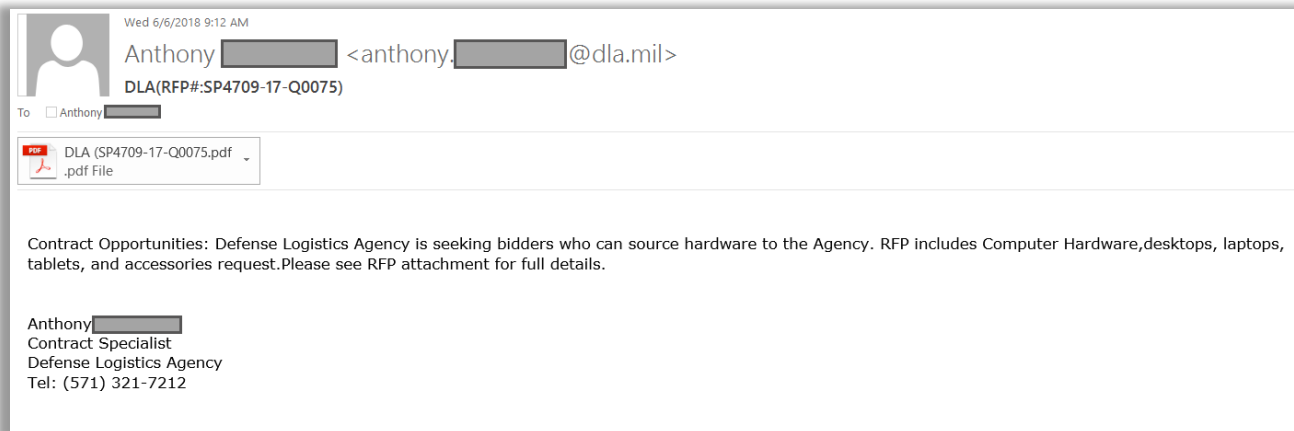 Wed 6/6/2018 9:12 AM
Anthony <anthony. @dla.mil>
DLA(RFP#:SP4709-17-Q0075)
To Anthony
PDF DLA (SP4709-17-Q0075.pdf
.pdf File
Contract Opportunities: Defense Logistics Agency is seeking bidders who can source hardware to the Agency. RFP includes Computer Hardware,desktops, laptops,
tablets, and accessories request.Please see RFP attachment for full details.
Anthony
Contract Specialist
Defense Logistics Agency
Tel: (571) 321-7212